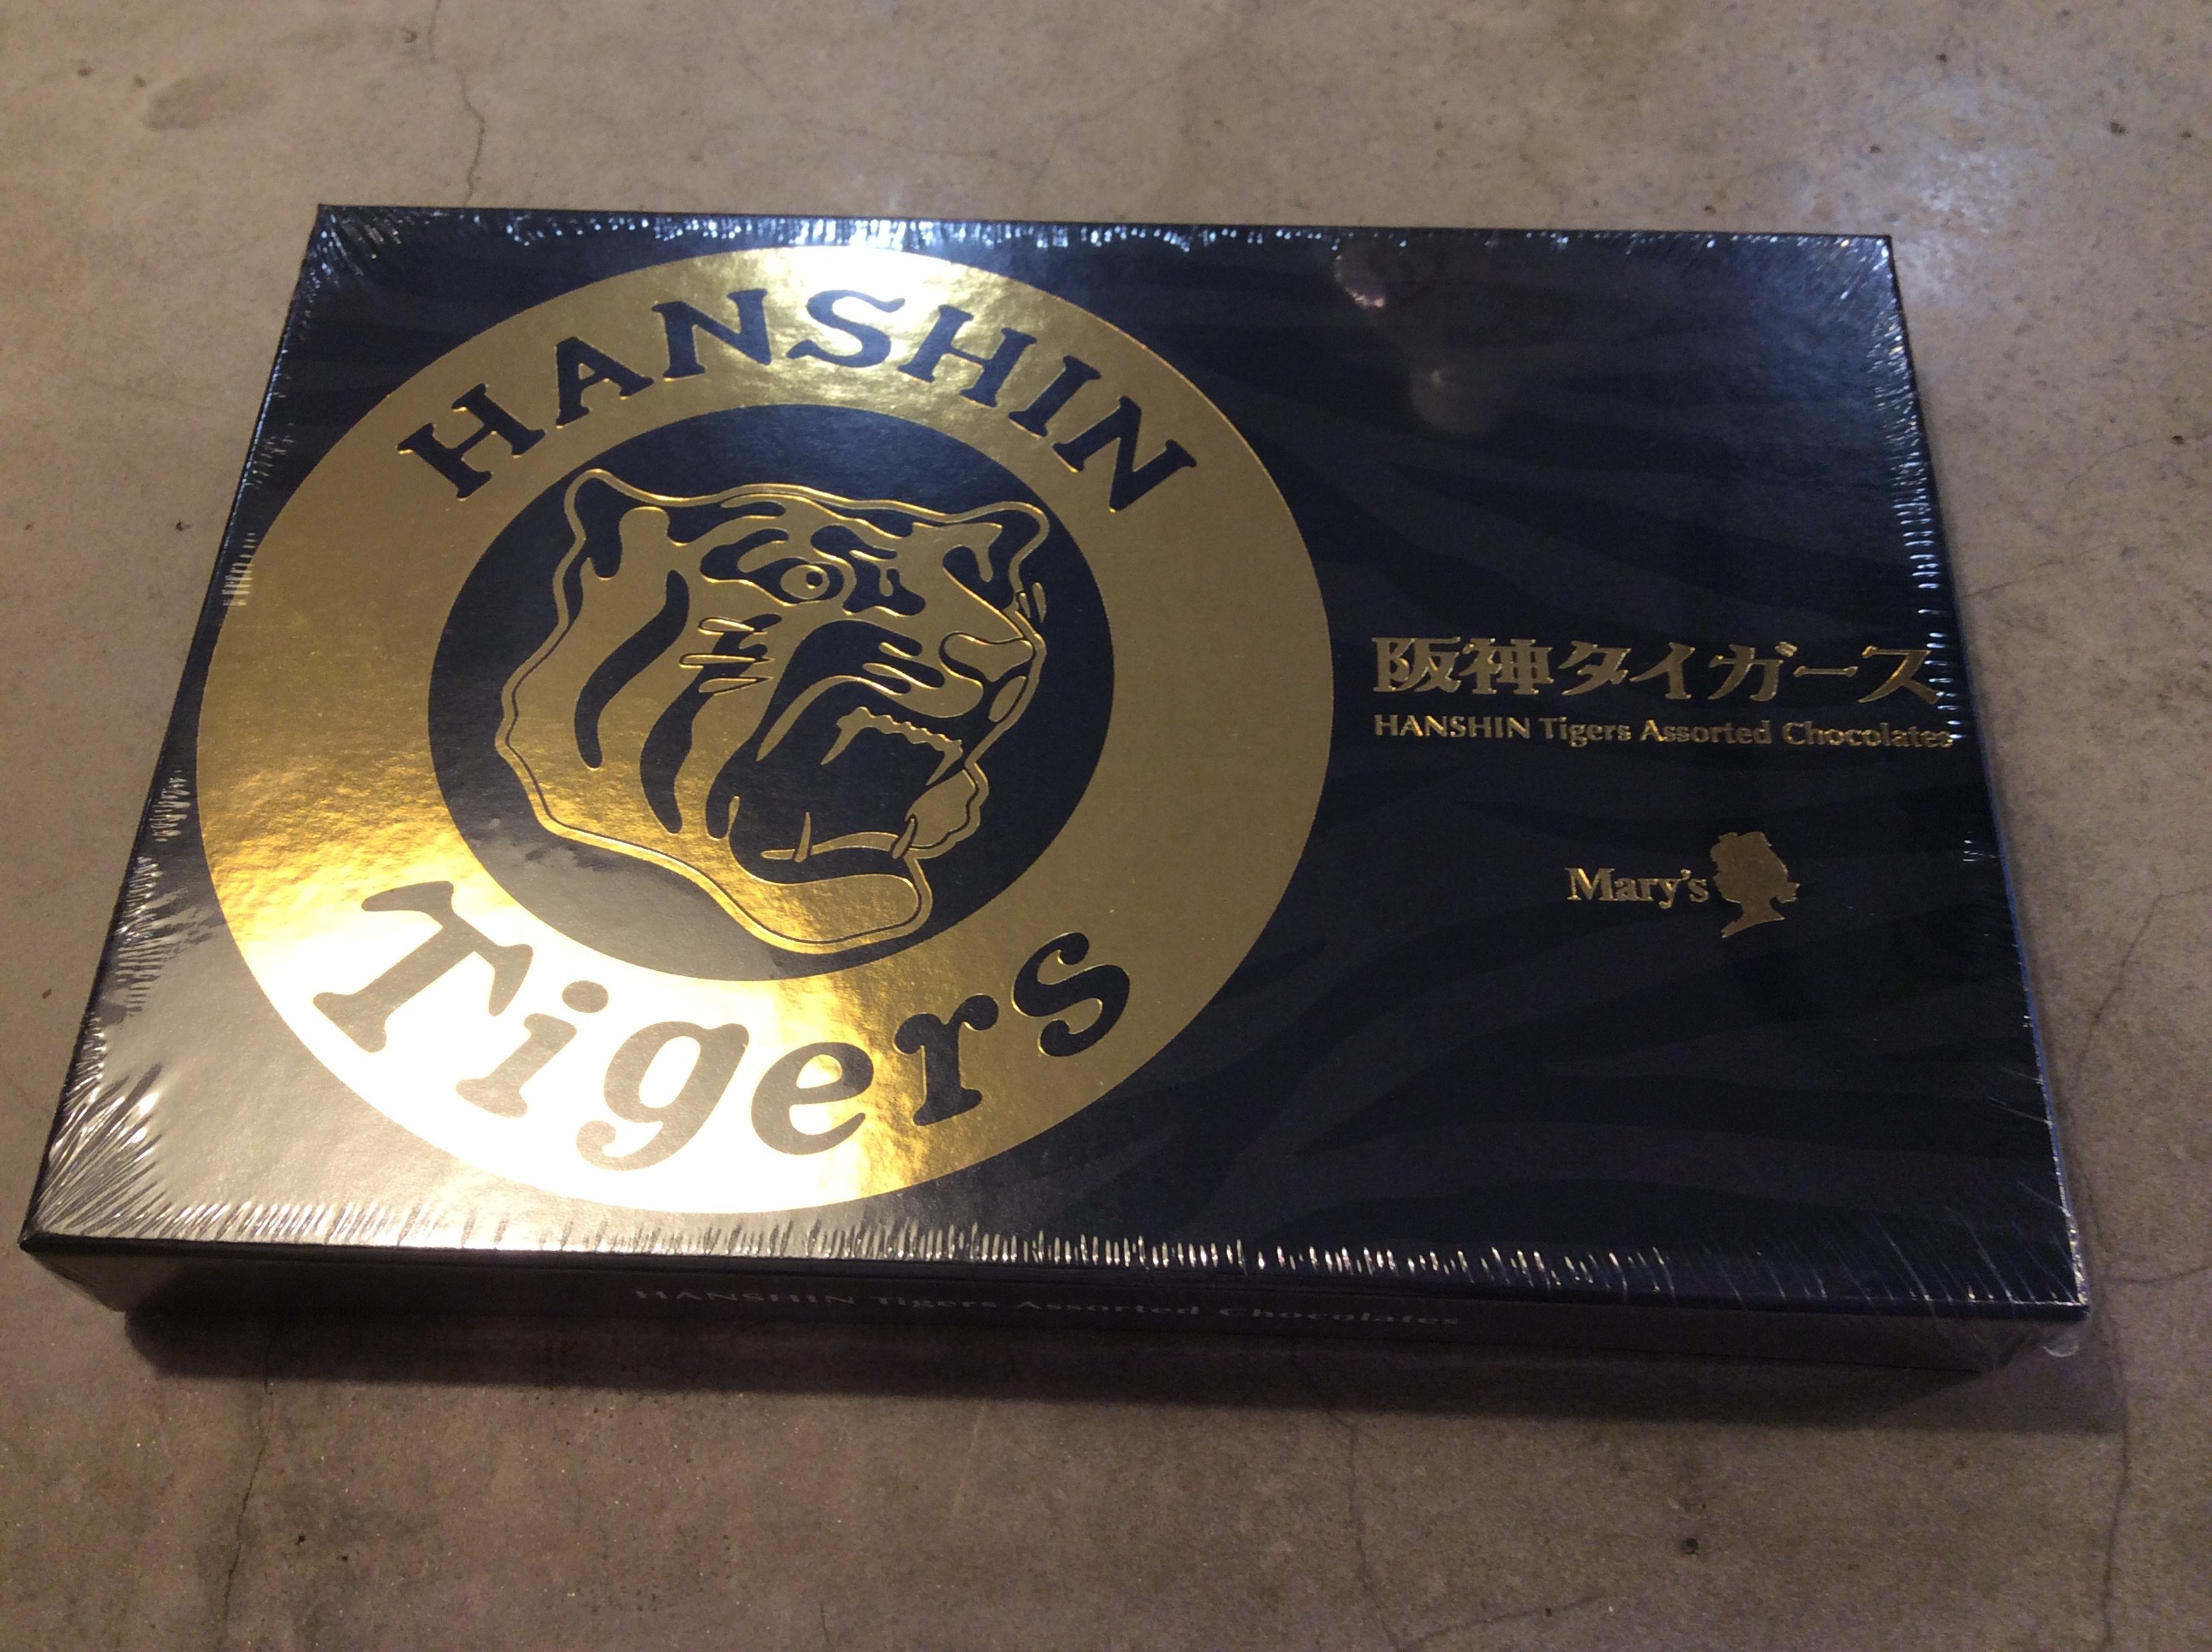 HANSHIN
Tigers
阪神タイガース
HANSHIN Tigers Assorted Chocolates
Mary's
HANSHIN Tigers Assorted Chocolates